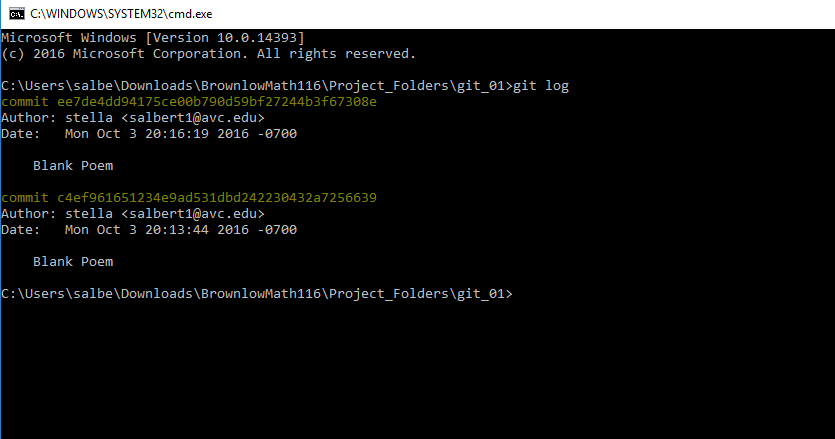 C:\WINDOWS\SYSTEM32\cmd.exe
Microsoft Windows [Version 10.0.14393]
(c) 2016 Microsoft Corporation. All rights reserved.
C:\Users\salbe\Downloads\BrownlowMath116\Project_Folders\git_01>git log
commit ee7de4dd94175ce00b790d59bf27244b3f67308e
Author: stella <salbert1@avc.edu>
Date:   Mon Oct 3 20:16:19 2016 -0700
    Blank Poem
commit c4ef961651234e9ad531dbd242230432a7256639
Author: stella <salbert1@avc.edu>
Date:   Mon Oct 3 20:13:44 2016 -0700
    Blank Poem
C:\Users\salbe\Downloads\BrownlowMath116\Project_Folders\git_01>